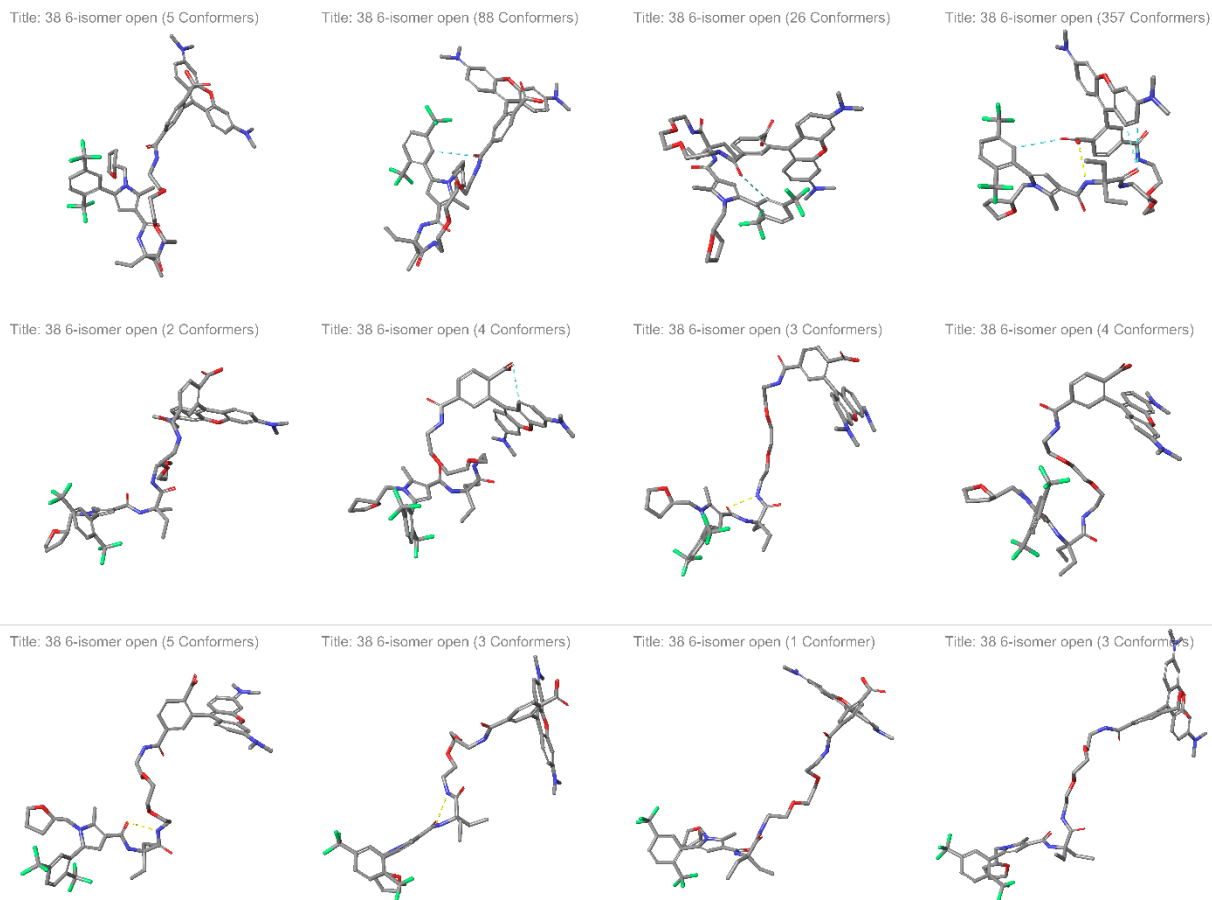 Title: 38 6-isomer open (5 Conformers)
Title: 38 6-isomer open (88 Conformers)
Title: 38 6-isomer open (26 Conformers)
Title: 38 6-isomer open (357 Conformers)
Title: 38 6-isomer open (2 Conformers)
Title: 38 6-isomer open (4 Conformers)
Title: 38 6-isomer open (3 Conformers)
Title: 38 6-isomer open (4 Conformers)
Title: 38 6-isomer open (5 Conformers)
Title: 38 6-isomer open (3 Conformers)
Title: 38 6-isomer open (1 Conformer)
Title: 38 6-isomer open (3 Conformers)